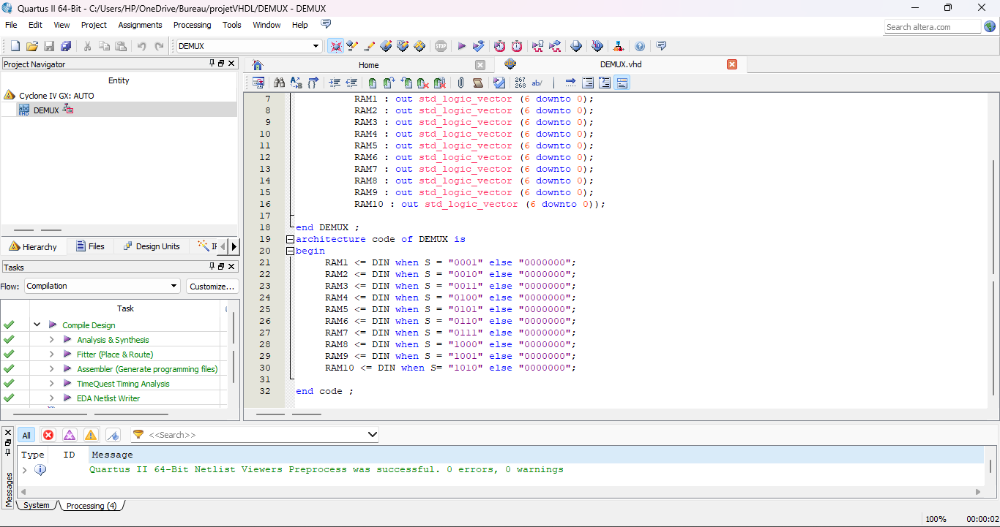 Quartus II 64-Bit - C:/Users/HP/OneDrive/Bureau/projetVHDL/DEMUX - DEMUX
File Edit View Project Assignments Processing Tools Window Help
Search altera.com
DEMUX
STOP
Project Navigator
Entity
Cyclone IV GX: AUTO
abd VHD DEMUX
Hierarchy Files Design Units
Tasks
Flow: Compilation Customize...
Task
Compile Design
Analysis & Synthesis
Fitter (Place & Route)
Assembler (Generate programming files)
TimeQuest Timing Analysis
EDA Netlist Writer
Home DEMUX.vhd
267 268 ab/
7 RAM1 : out std_logic_vector (6 downto 0);
8 RAM2 : out std_logic_vector (6 downto 0);
9 RAM3 : out std_logic_vector (6 downto 0);
10 RAM4 : out std_logic_vector (6 downto 0);
11 RAM5 : out std_logic_vector (6 downto 0);
12 RAM6 : out std_logic_vector (6 downto 0);
13 RAM7 : out std_logic_vector (6 downto 0);
14 RAM8 : out std_logic_vector (6 downto 0);
15 RAM9 : out std_logic_vector (6 downto 0);
16 RAM10 : out std_logic_vector (6 downto 0));
17
18 end DEMUX ;
19 architecture code of DEMUX is
20 begin
21 RAM1 <= DIN when S = "0001" else "0000000";
22 RAM2 <= DIN when S = "0010" else "0000000";
23 RAM3 <= DIN when S = "0011" else "0000000";
24 RAM4 <= DIN when S = "0100" else "0000000";
25 RAM5 <= DIN when S = "0101" else "0000000";
26 RAM6 <= DIN when S = "0110" else "0000000";
27 RAM7 <= DIN when S = "0111" else "0000000";
28 RAM8 <= DIN when S = "1000" else "0000000";
29 RAM9 <= DIN when S = "1001" else "0000000";
30 RAM10 <= DIN when S= "1010" else "0000000";
31
32 end code ;
All <<Search>>
Type ID Message
Quartus II 64-Bit Netlist Viewers Preprocess was successful. 0 errors, 0 warnings
Messages
System Processing (4)
100% 00:00:02